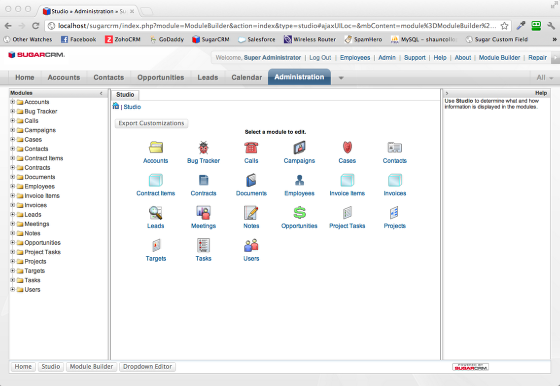 Studio » Administration » Su
localhost/sugarcrm/index.php?module=ModuleBuilder&action=index&type=studio#ajaxUILoc=&mbContent=module%3DModuleBuilder%2...
Other Watches Facebook ZohoCRM GoDaddy SugarCRM Salesforce Wireless Router SpamHero MySQL – shauncollin Sugar Custom Field
SUGARCRM. Welcome, Super Administrator | Log Out | Employees | Admin | Support | Help | About | Module Builder | Repair
Home Accounts Contacts Opportunities Leads Calendar Administration All
Modules
Accounts
Bug Tracker
Calls
Campaigns
Cases
Contacts
Contract Items
Contracts
Documents
Employees
Invoice Items
Invoices
Leads
Meetings
Notes
Opportunities
Project Tasks
Projects
Targets
Tasks
Users
Studio
| Studio
Export Customizations
Select a module to edit.
Accounts Bug Tracker Calls Campaigns Cases Contacts
Contract Items Contracts Documents Employees Invoice Items Invoices
Leads Meetings Notes Opportunities Project Tasks Projects
Targets Tasks Users
Help
Use Studio to determine what and how
information is displayed in the modules.
Home Studio Module Builder Dropdown Editor
POWERED BY
SUGARCRM.